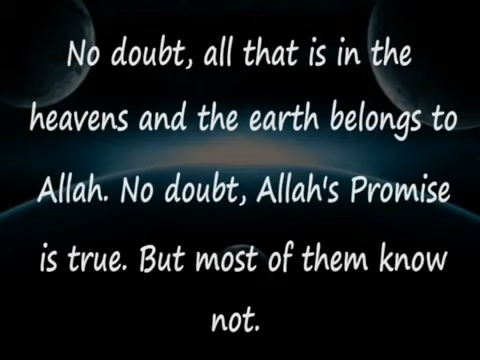 No doubt, all that is in the
heavens and the earth belongs to
Allah. No doubt, Allah's Promise
is true. But most of them know
not.